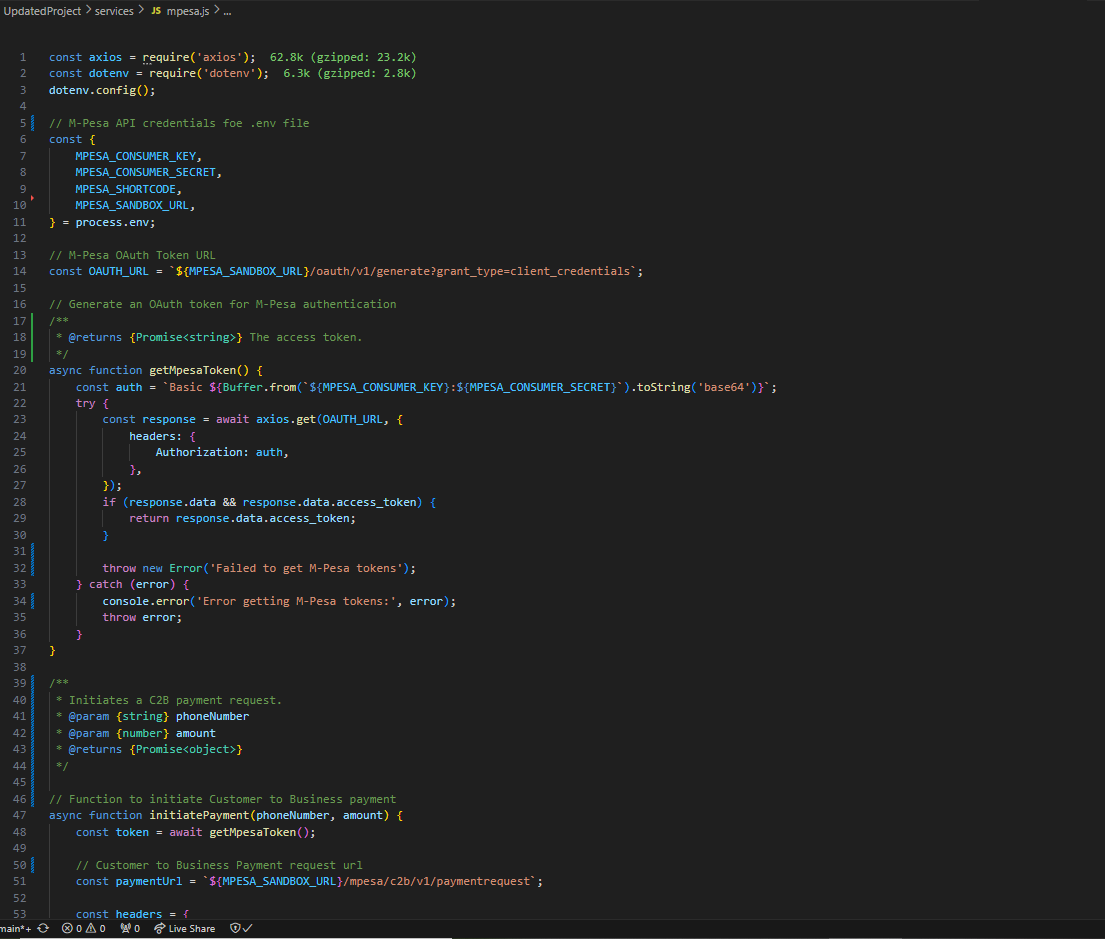 UpdatedProject > services > JS mpesa.js > ...
1 const axios = require('axios'); 62.8k (gzipped: 23.2k)
2 const dotenv = require('dotenv'); 6.3k (gzipped: 2.8k)
3 dotenv.config();
4
5 // M-Pesa API credentials foe .env file
6 const {
7     MPESA_CONSUMER_KEY,
8     MPESA_CONSUMER_SECRET,
9     MPESA_SHORTCODE,
10     MPESA_SANDBOX_URL,
11 } = process.env;
12
13 // M-Pesa OAuth Token URL
14 const OAUTH_URL = `${MPESA_SANDBOX_URL}/oauth/v1/generate?grant_type=client_credentials`;
15
16 // Generate an OAuth token for M-Pesa authentication
17 /**
18  * @returns {Promise<string>} The access token.
19  */
20 async function getMpesaToken() {
21     const auth = `Basic ${Buffer.from(`${MPESA_CONSUMER_KEY}:${MPESA_CONSUMER_SECRET}`).toString('base64')}`;
22     try {
23         const response = await axios.get(OAUTH_URL, {
24             headers: {
25                 Authorization: auth,
26             },
27         });
28         if (response.data && response.data.access_token) {
29             return response.data.access_token;
30         }
31
32         throw new Error('Failed to get M-Pesa tokens');
33     } catch (error) {
34         console.error('Error getting M-Pesa tokens:', error);
35         throw error;
36     }
37 }
38
39 /**
40  * Initiates a C2B payment request.
41  * @param {string} phoneNumber
42  * @param {number} amount
43  * @returns {Promise<object>}
44  */
45
46 // Function to initiate Customer to Business payment
47 async function initiatePayment(phoneNumber, amount) {
48     const token = await getMpesaToken();
49
50     // Customer to Business Payment request url
51     const paymentUrl = `${MPESA_SANDBOX_URL}/mpesa/c2b/v1/paymentrequest`;
52
53     const headers = {
main*+ 0 0 0 Live Share